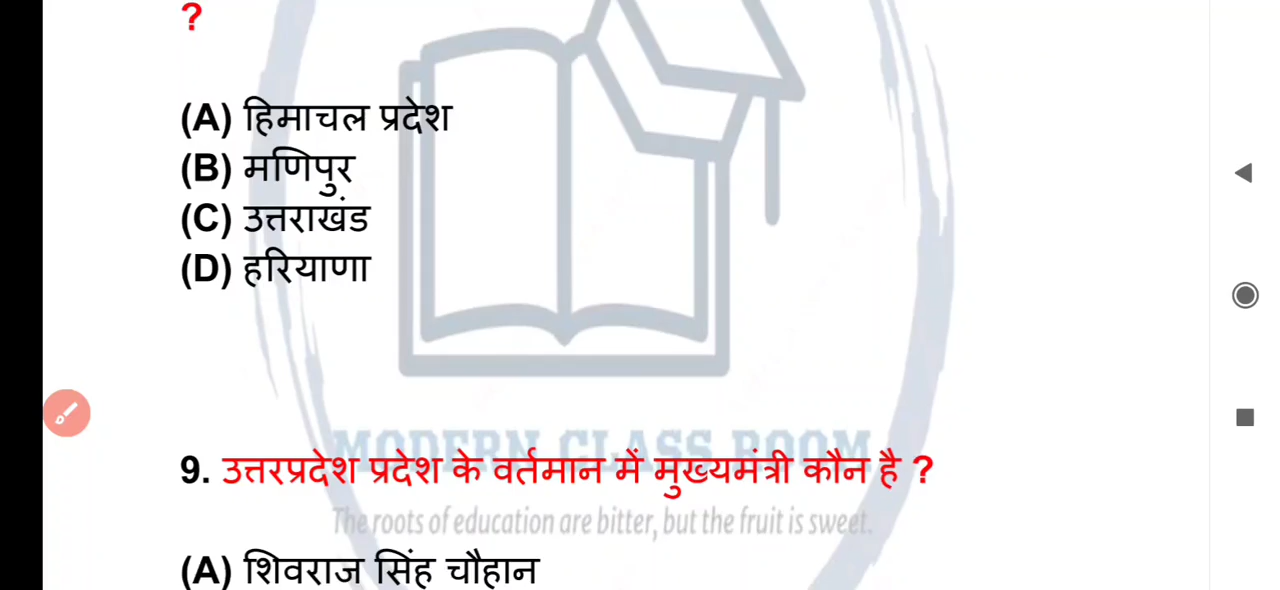 ?
(A) हिमाचल प्रदेश
(B) मणिपुर
(C) उत्तराखंड
(D) हरियाणा
MODERN CLASS ROOM
9. उत्तरप्रदेश प्रदेश के वर्तमान में मुख्यमंत्री कौन है ?
The roots of education are bitter, but the fruit is sweet.
(A) शिवराज सिंह चौहान